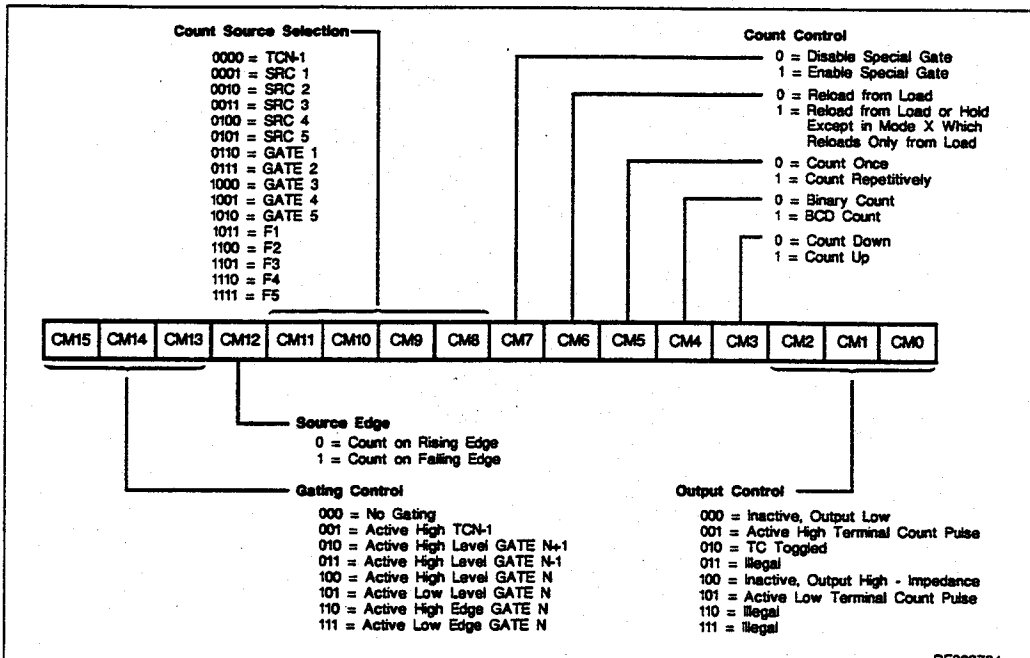 Count Source Selection
0000 = TCN-1
0001 = SRC 1
0010 = SRC 2
0011 = SRC 3
0100 = SRC 4
0101 = SRC 5
0110 = GATE 1
0111 = GATE 2
1000 = GATE 3
1001 = GATE 4
1010 = GATE 5
1011 = F1
1100 = F2
1101 = F3
1110 = F4
1111 = F5
Count Control
0 = Disable Special Gate
1 = Enable Special Gate
0 = Reload from Load
1 = Reload from Load or Hold
Except in Mode X Which
Reloads Only from Load
0 = Count Once
1 = Count Repetitively
0 = Binary Count
1 = BCD Count
0 = Count Down
1 = Count Up
CM15 CM14 CM13 CM12 CM11 CM10 CM9 CM8 CM7 CM6 CM5 CM4 CM3 CM2 CM1 CM0
Source Edge
0 = Count on Rising Edge
1 = Count on Falling Edge
Gating Control
000 = No Gating
001 = Active High TCN-1
010 = Active High Level GATE N+1
011 = Active High Level GATE N-1
100 = Active High Level GATE N
101 = Active Low Level GATE N
110 = Active High Edge GATE N
111 = Active Low Edge GATE N
Output Control
000 = Inactive, Output Low
001 = Active High Terminal Count Pulse
010 = TC Toggled
011 = Illegal
100 = Inactive, Output High - Impedance
101 = Active Low Terminal Count Pulse
110 = Illegal
111 = Illegal